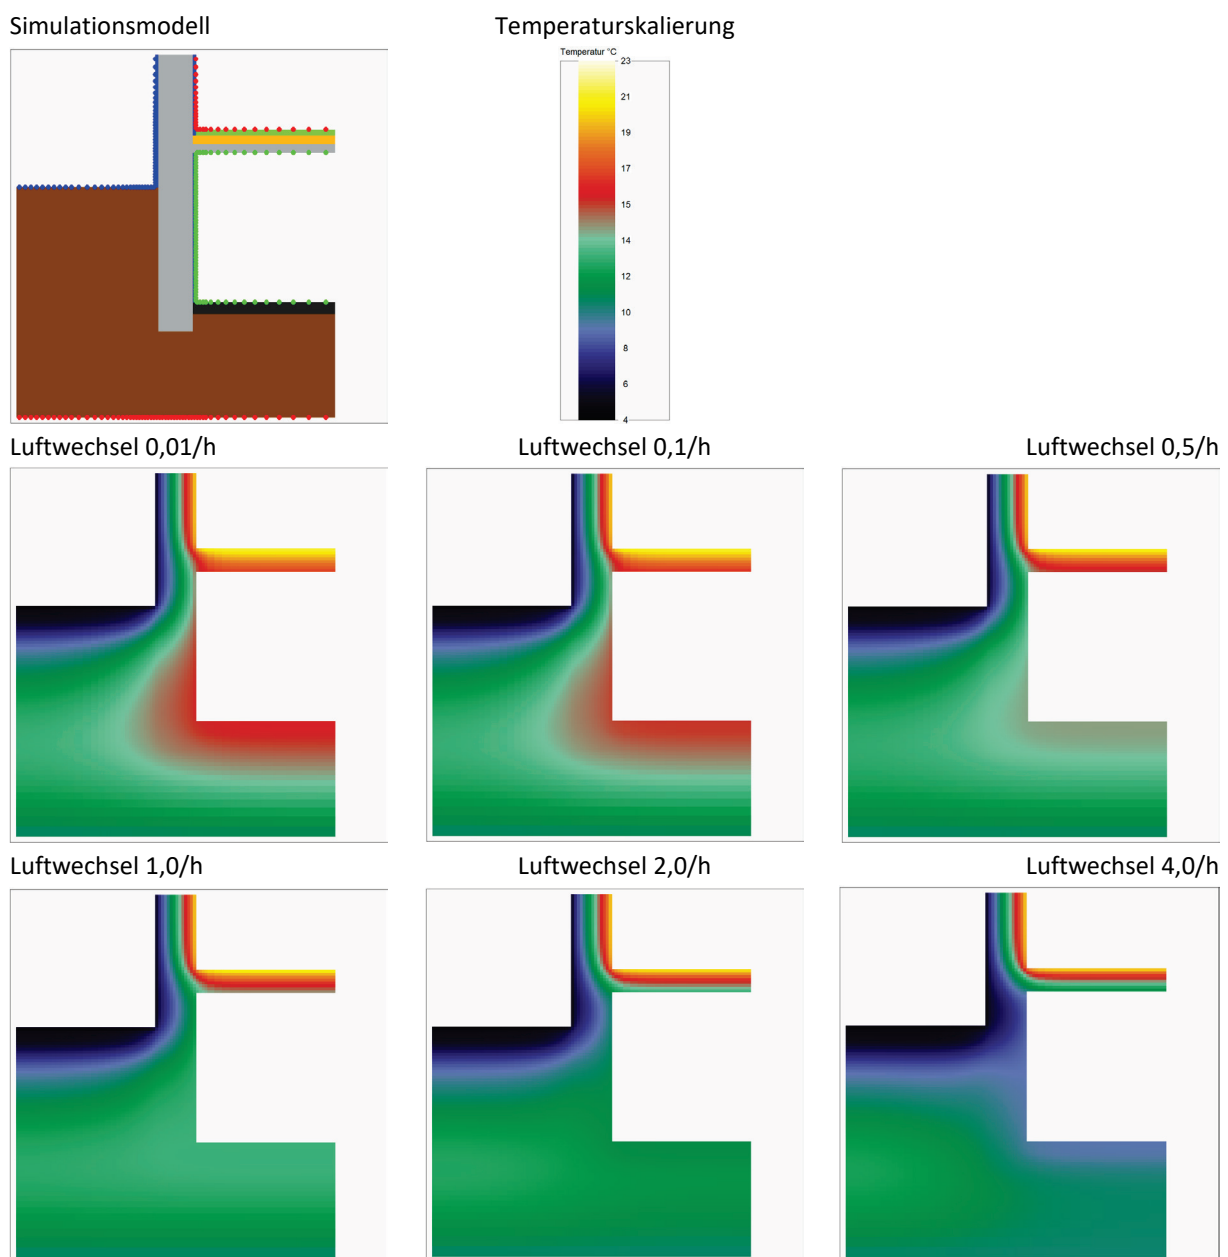 Simulationsmodell
Temperaturskalierung
Temperatur °C
23
21
19
17
15
14
12
10
8
6
4
Luftwechsel 0,01/h
Luftwechsel 0,1/h
Luftwechsel 0,5/h
Luftwechsel 1,0/h
Luftwechsel 2,0/h
Luftwechsel 4,0/h